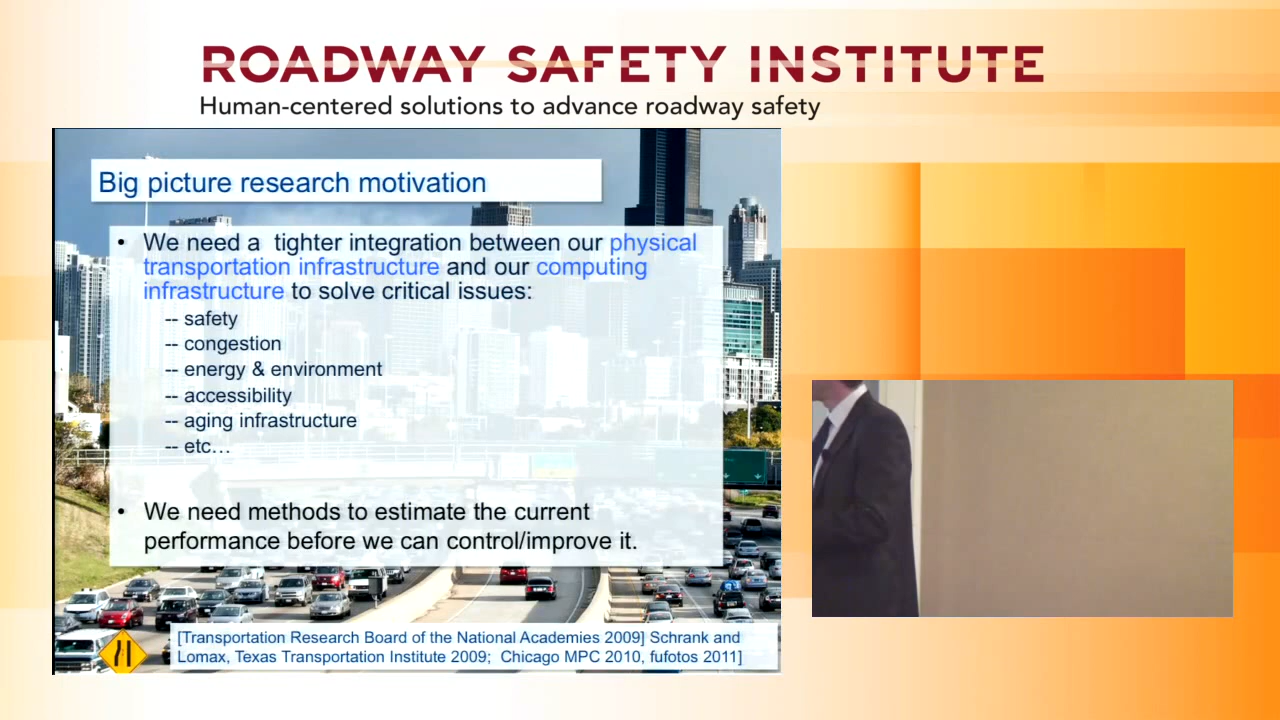 ROADWAY SAFETY INSTITUTE
Human-centered solutions to advance roadway safety
Big picture research motivation
• We need a tighter integration between our physical
transportation infrastructure and our computing
infrastructure to solve critical issues:
-- safety
-- congestion
-- energy & environment
-- accessibility
-- aging infrastructure
-- etc…
• We need methods to estimate the current
performance before we can control/improve it.
[Transportation Research Board of the National Academies 2009] Schrank and
Lomax, Texas Transportation Institute 2009; Chicago MPC 2010, fufotos 2011]